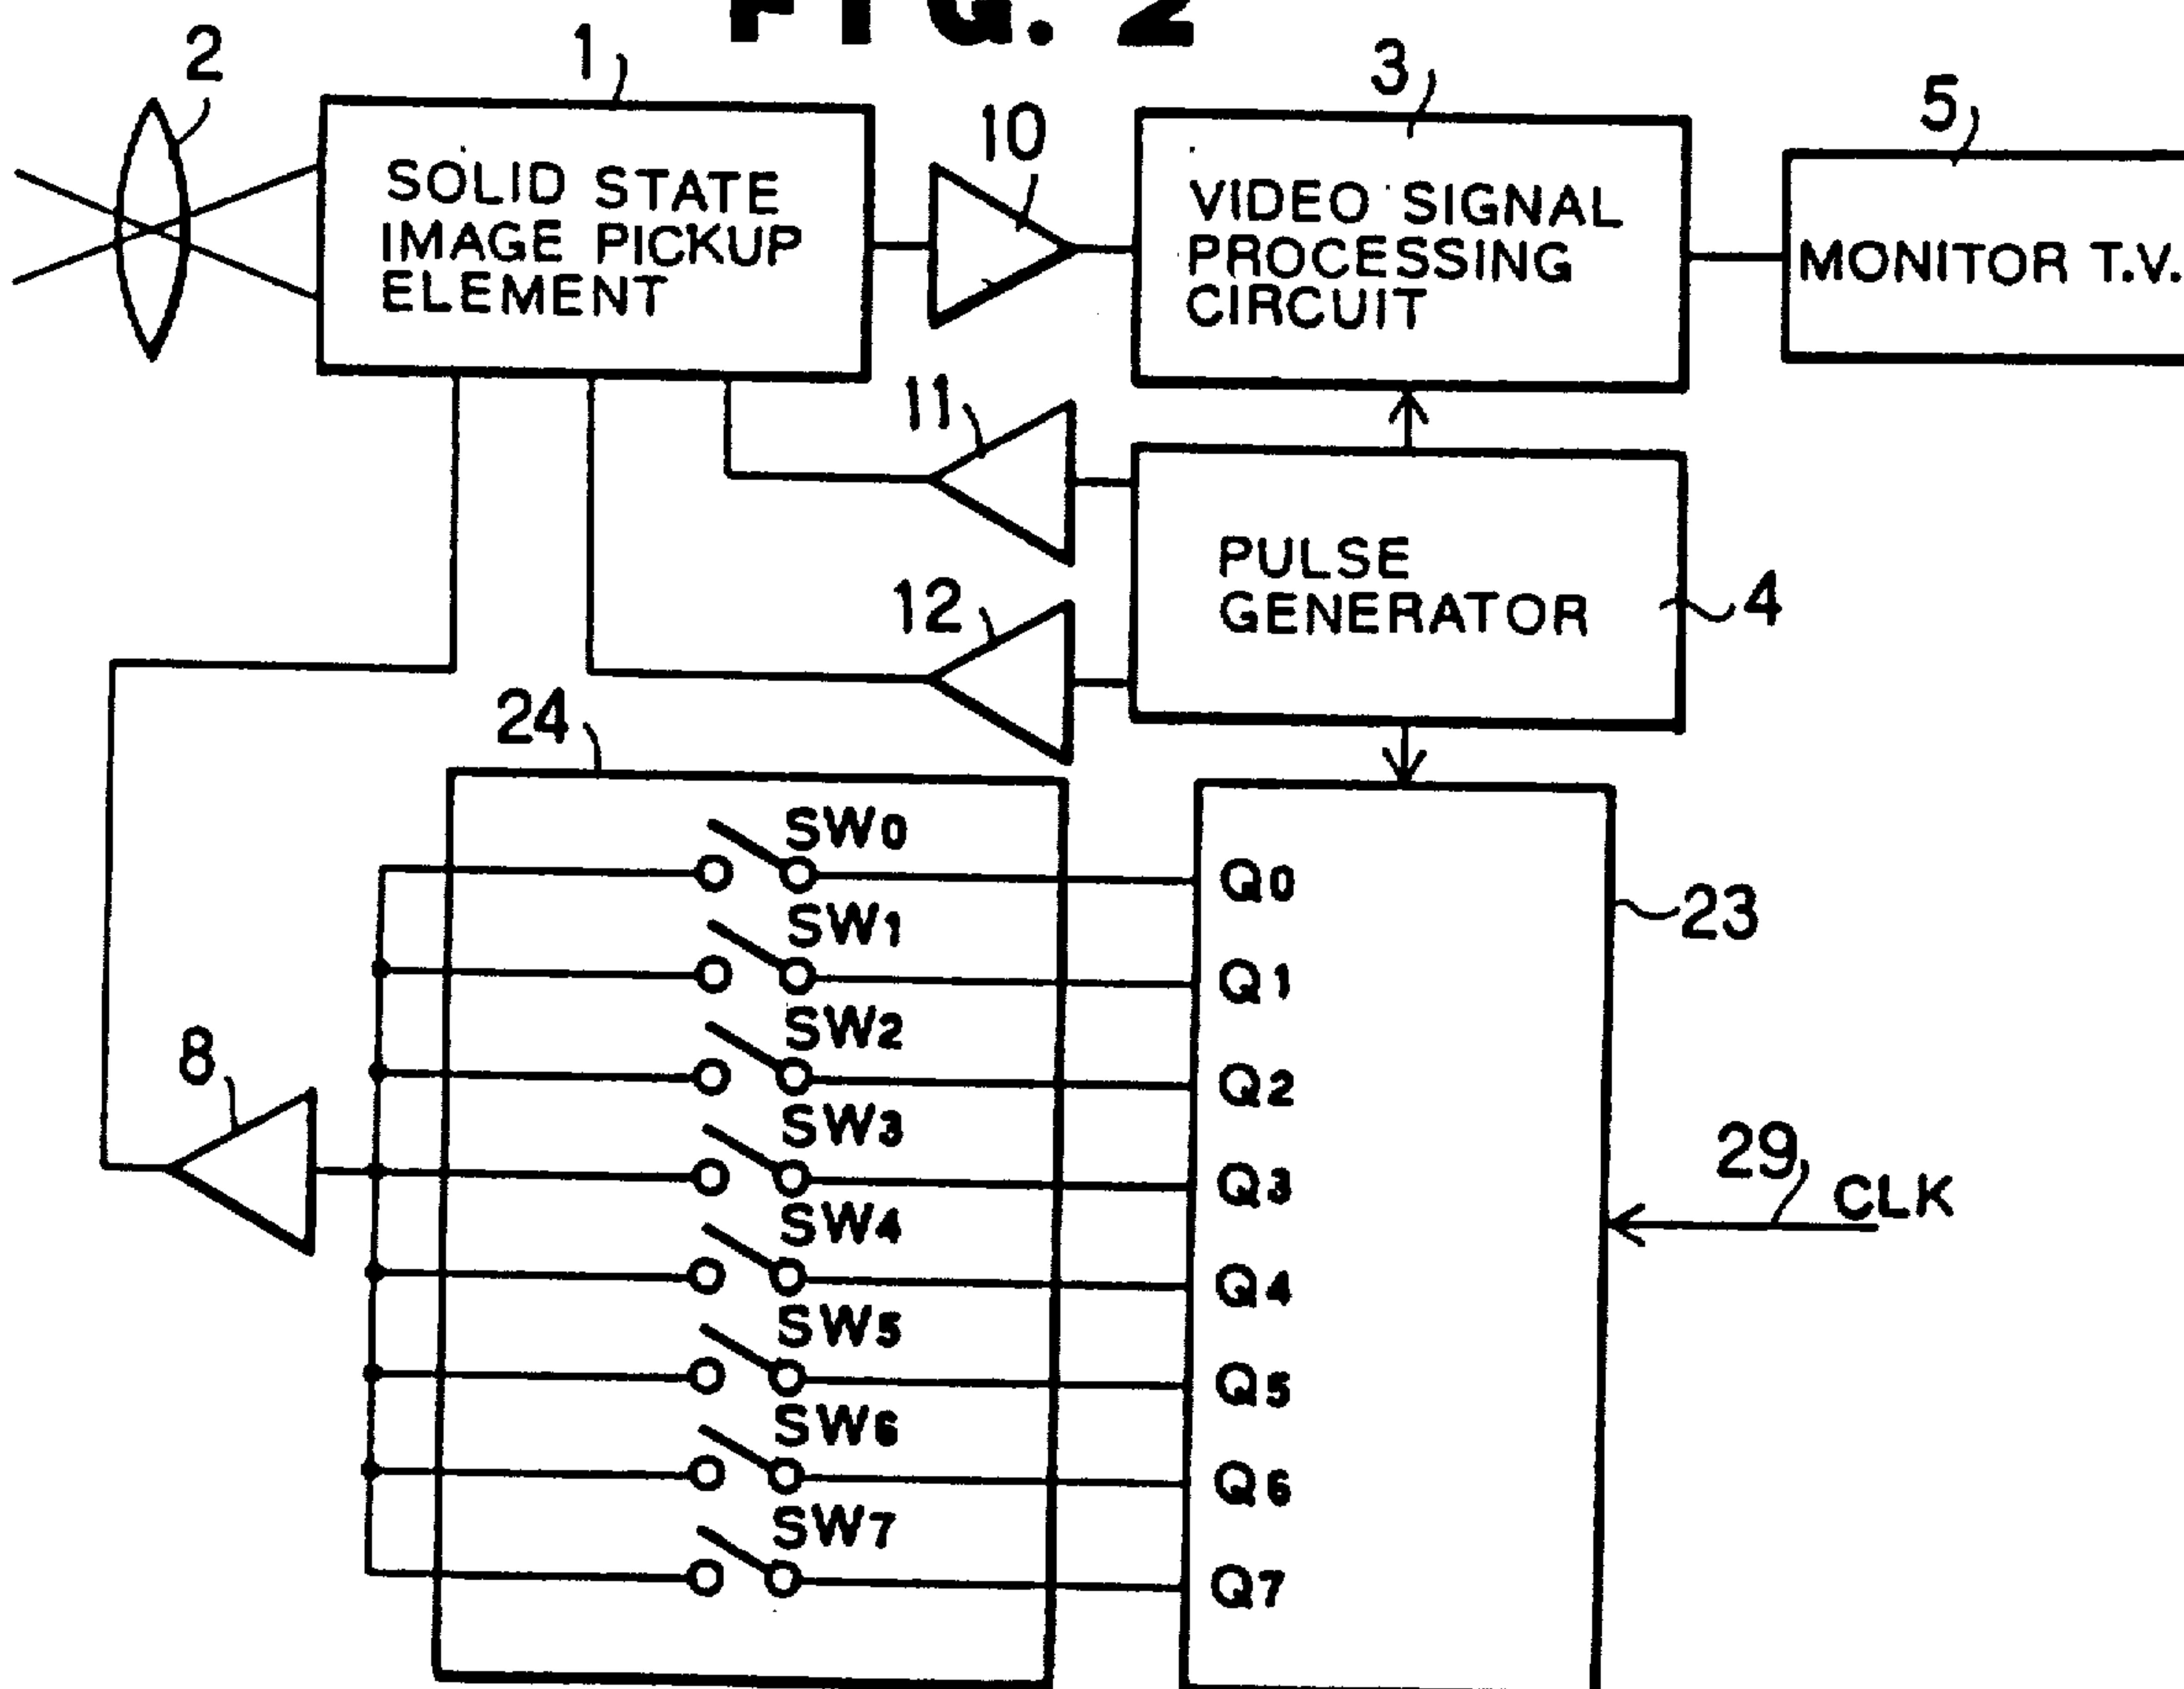 FIG. 2
2
1
3
5
10
SOLID STATE
IMAGE PICKUP
ELEMENT
VIDEO SIGNAL
PROCESSING
CIRCUIT
MONITOR T.V.
11
12
PULSE
GENERATOR
4
24
SW0
Q0
23
SW1
Q1
SW2
Q2
8
SW3
Q3
29
CLK
SW4
Q4
SW5
Q5
SW6
Q6
SW7
Q7